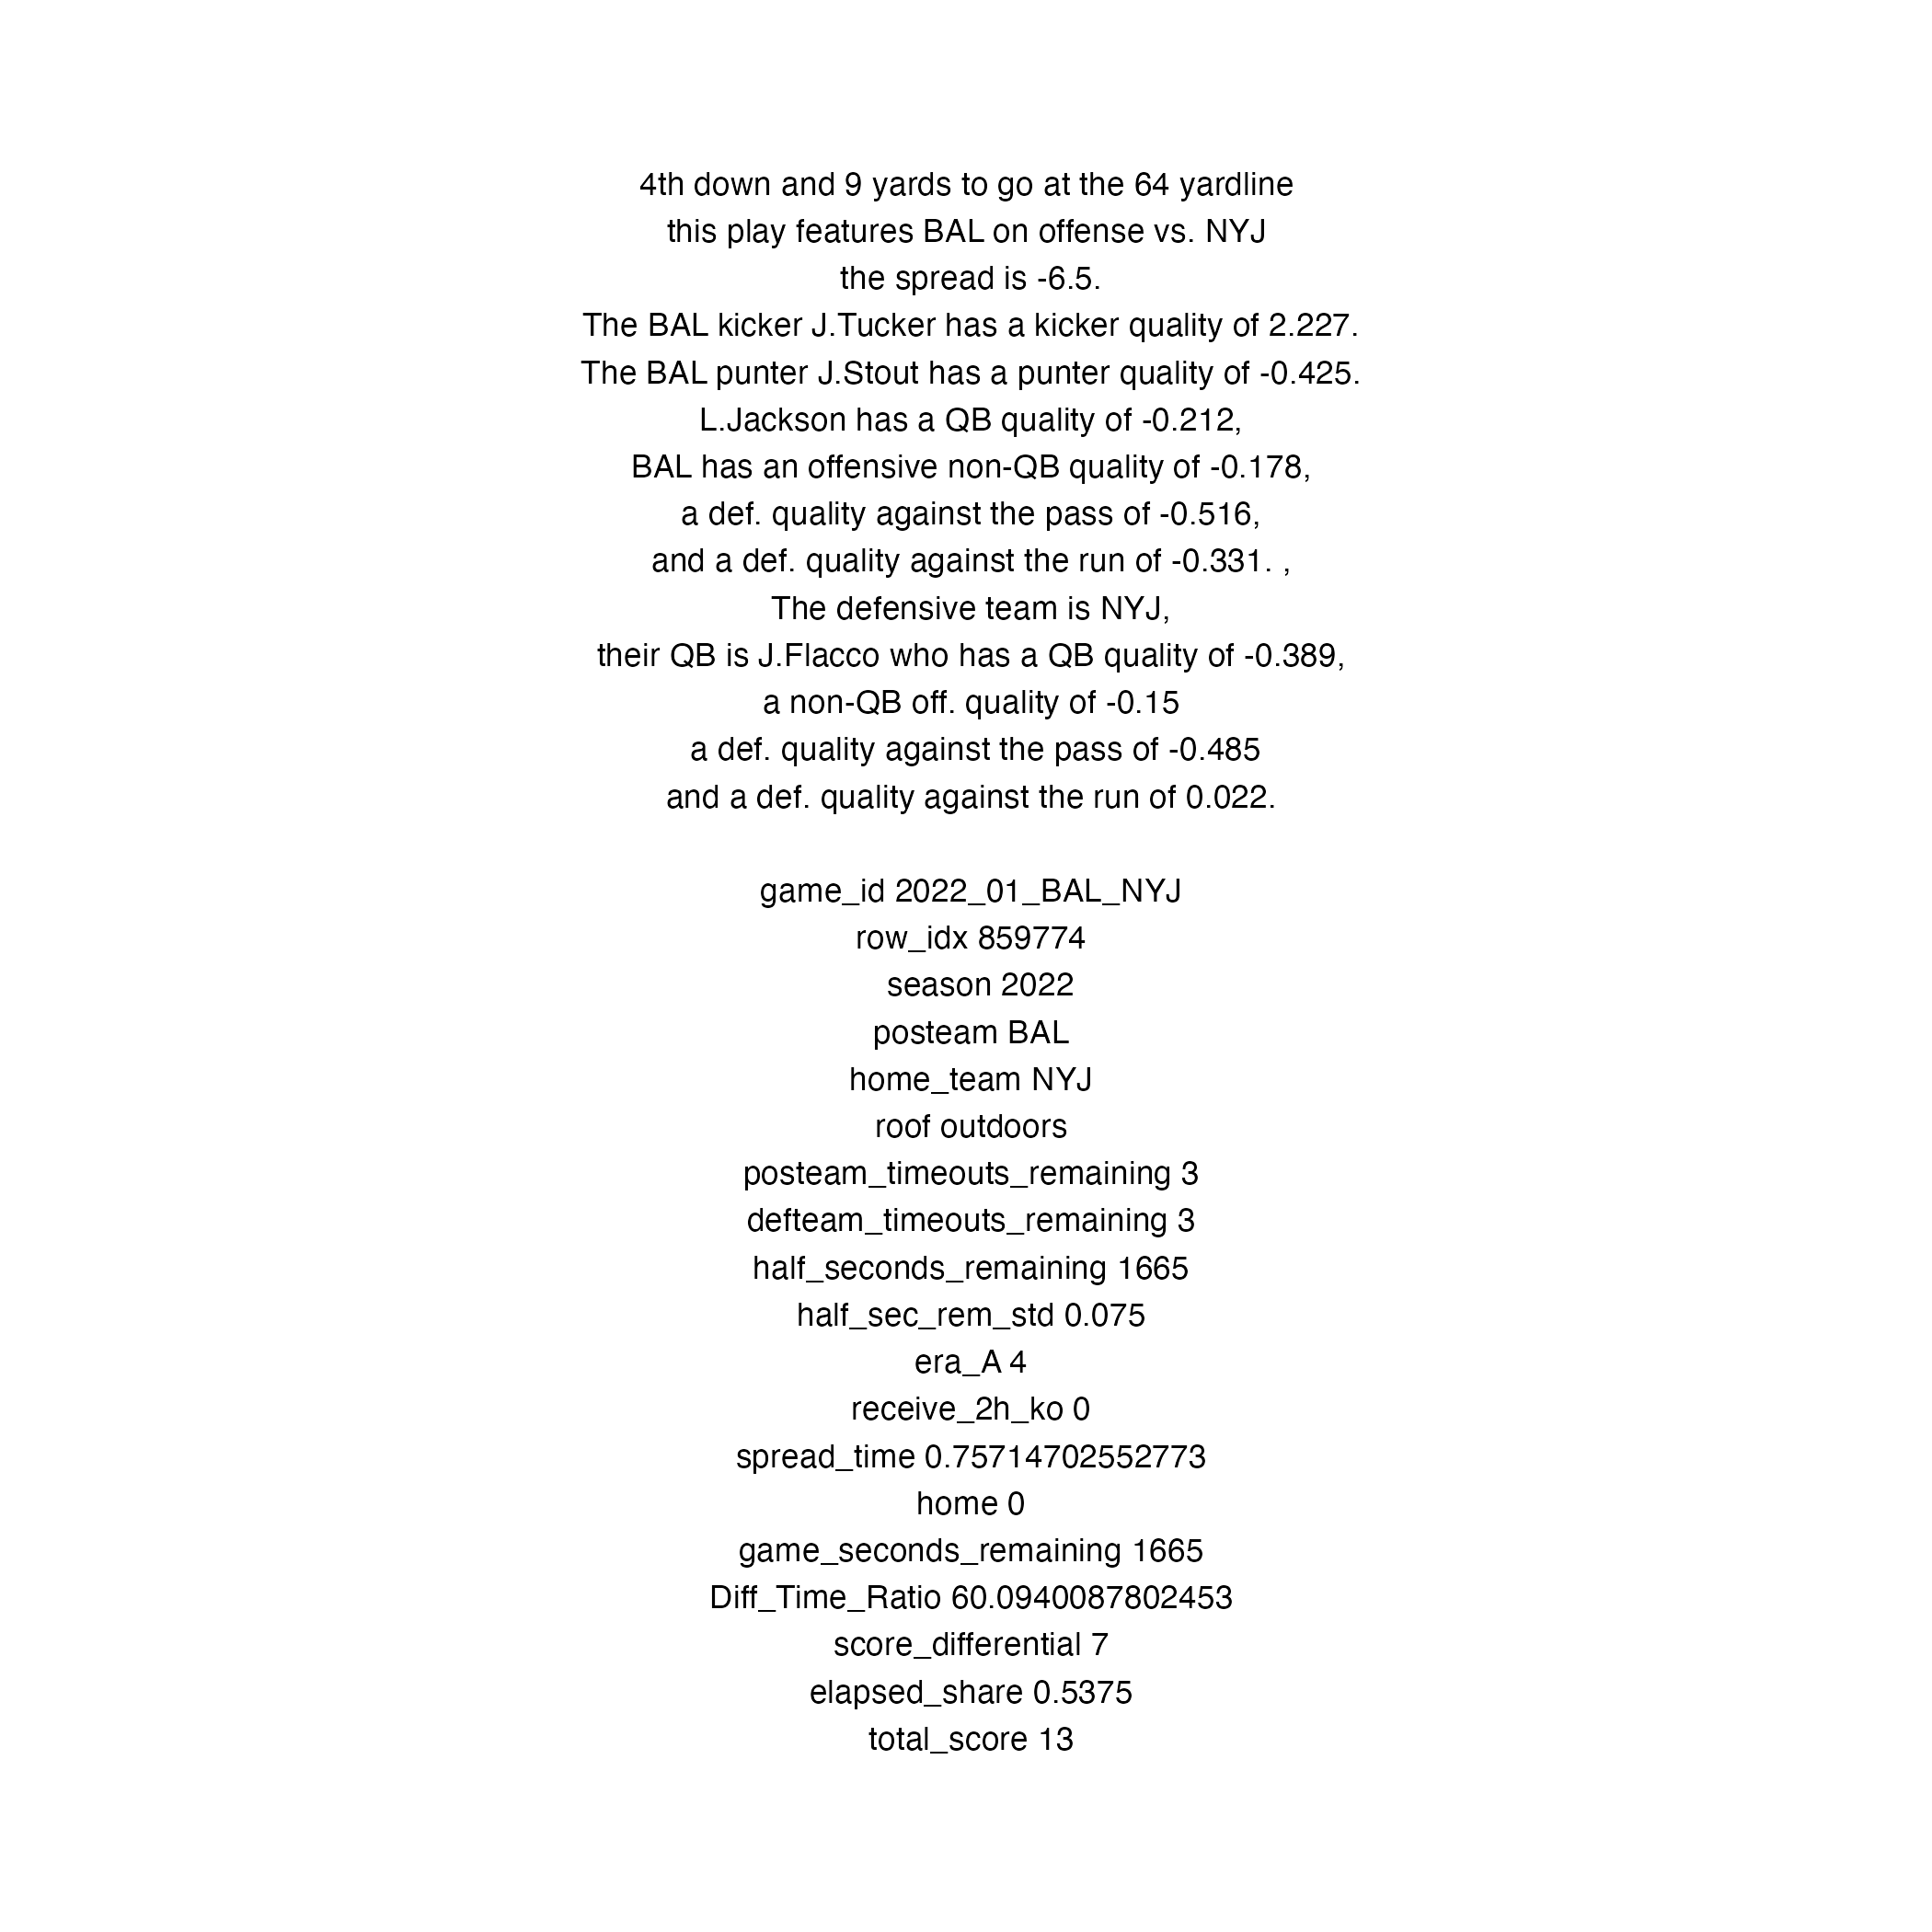 4th down and 9 yards to go at the 64 yardline
this play features BAL on offense vs. NYJ
the spread is -6.5.
The BAL kicker J.Tucker has a kicker quality of 2.227.
The BAL punter J.Stout has a punter quality of -0.425.
L.Jackson has a QB quality of -0.212,
BAL has an offensive non-QB quality of -0.178,
a def. quality against the pass of -0.516,
and a def. quality against the run of -0.331. ,
The defensive team is NYJ,
their QB is J.Flacco who has a QB quality of -0.389,
a non-QB off. quality of -0.15
a def. quality against the pass of -0.485
and a def. quality against the run of 0.022.
game_id 2022_01_BAL_NYJ
row_idx 859774
season 2022
posteam BAL
home_team NYJ
roof outdoors
posteam_timeouts_remaining 3
defteam_timeouts_remaining 3
half_seconds_remaining 1665
half_sec_rem_std 0.075
era_A 4
receive_2h_ko 0
spread_time 0.75714702552773
home 0
game_seconds_remaining 1665
Diff_Time_Ratio 60.0940087802453
score_differential 7
elapsed_share 0.5375
total_score 13